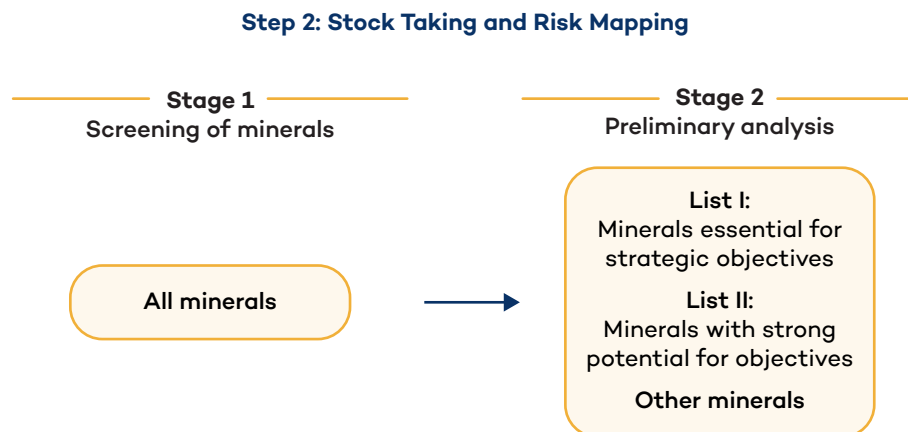 Step 2: Stock Taking and Risk Mapping
Stage 1
Screening of minerals
All minerals
Stage 2
Preliminary analysis
List I:
Minerals essential for
strategic objectives
List II:
Minerals with strong
potential for objectives
Other minerals